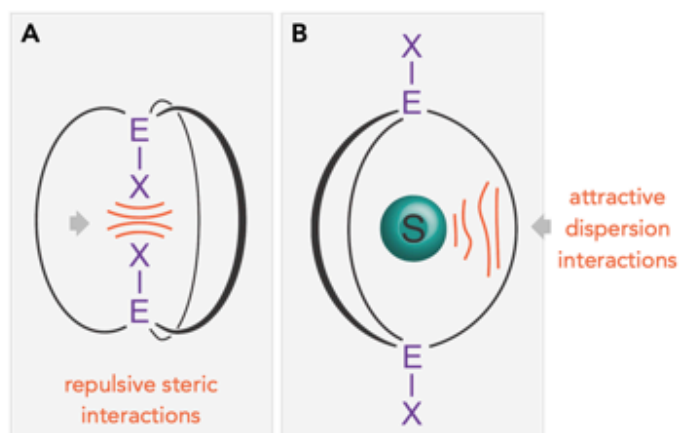 A
E
X
X
E
repulsive steric
interactions
B
X
E
S
E
X
attractive
dispersion
interactions